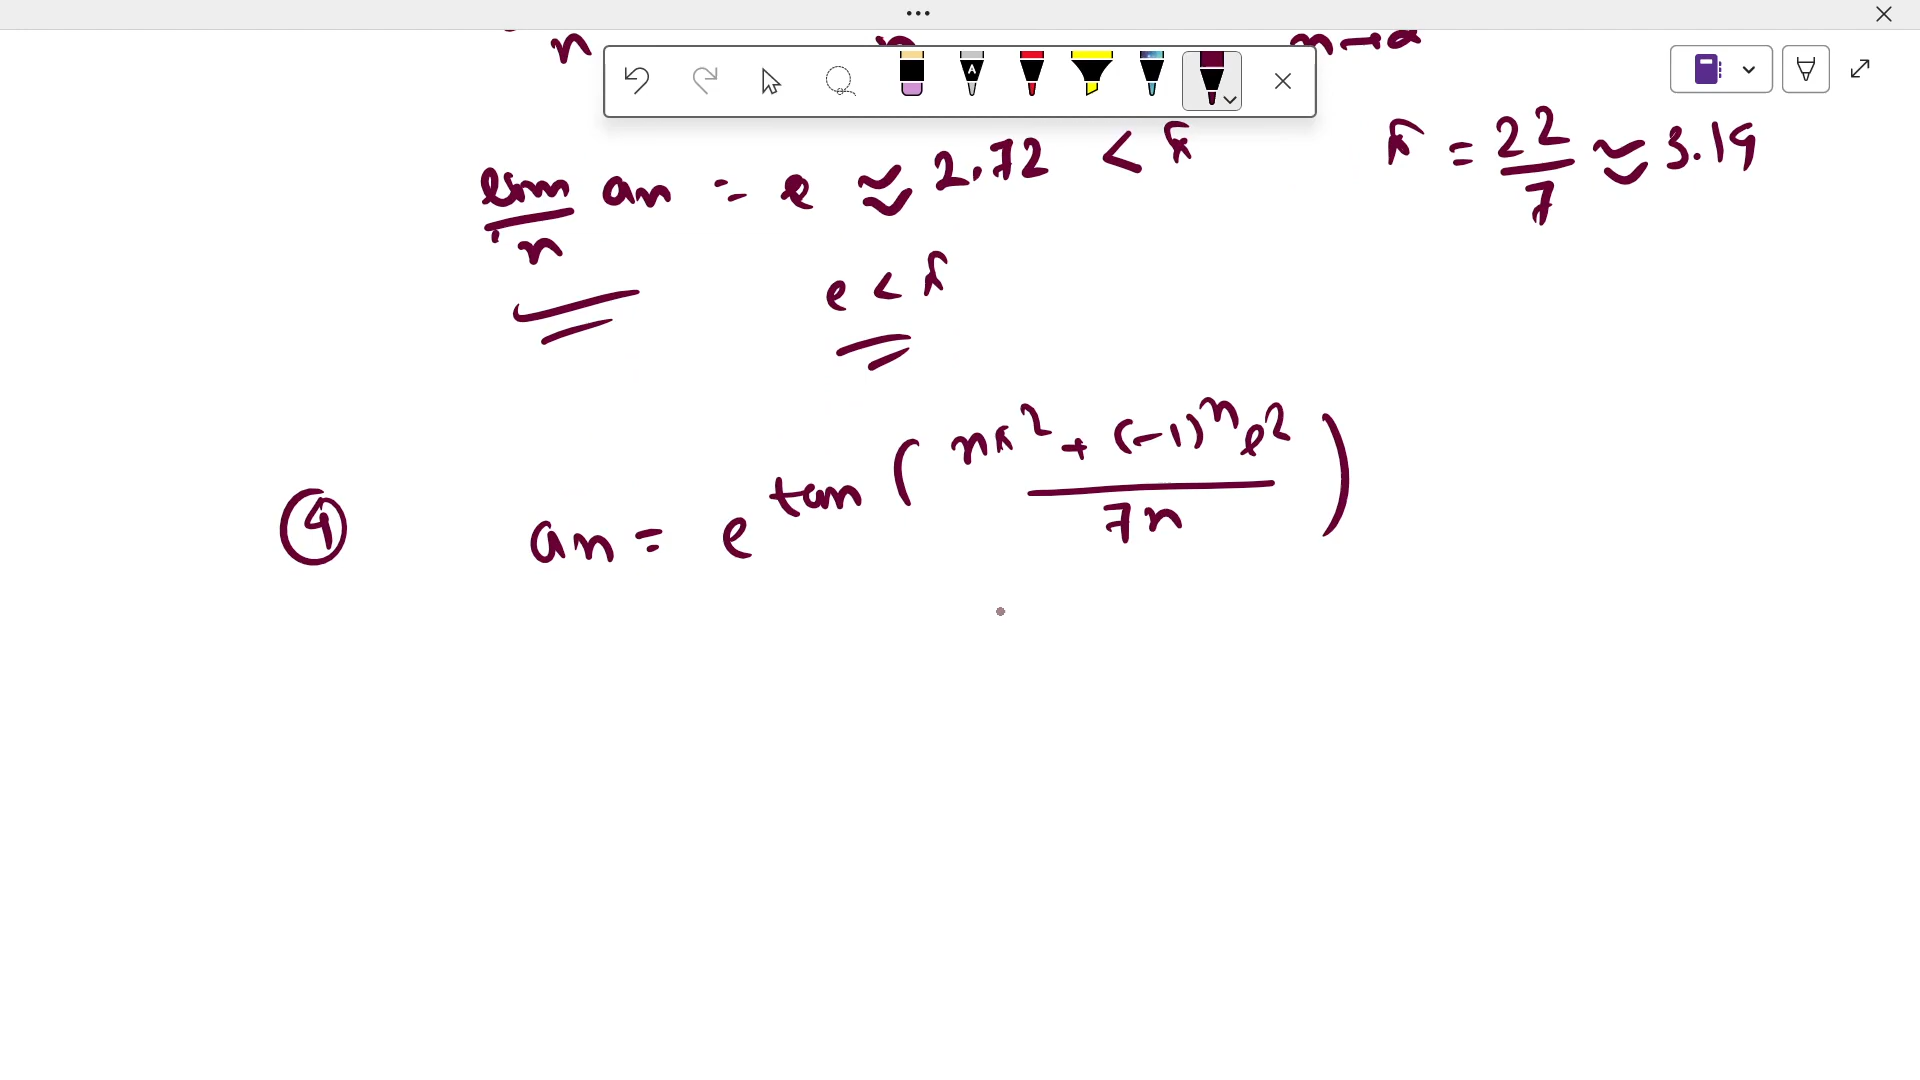 n n n→α
lim an = e ≈ 2.72 < π π = 22/7 ≈ 3.14
n
e < π
④ an = e^tan ( nπ² + (-1)^n e² / 7n )